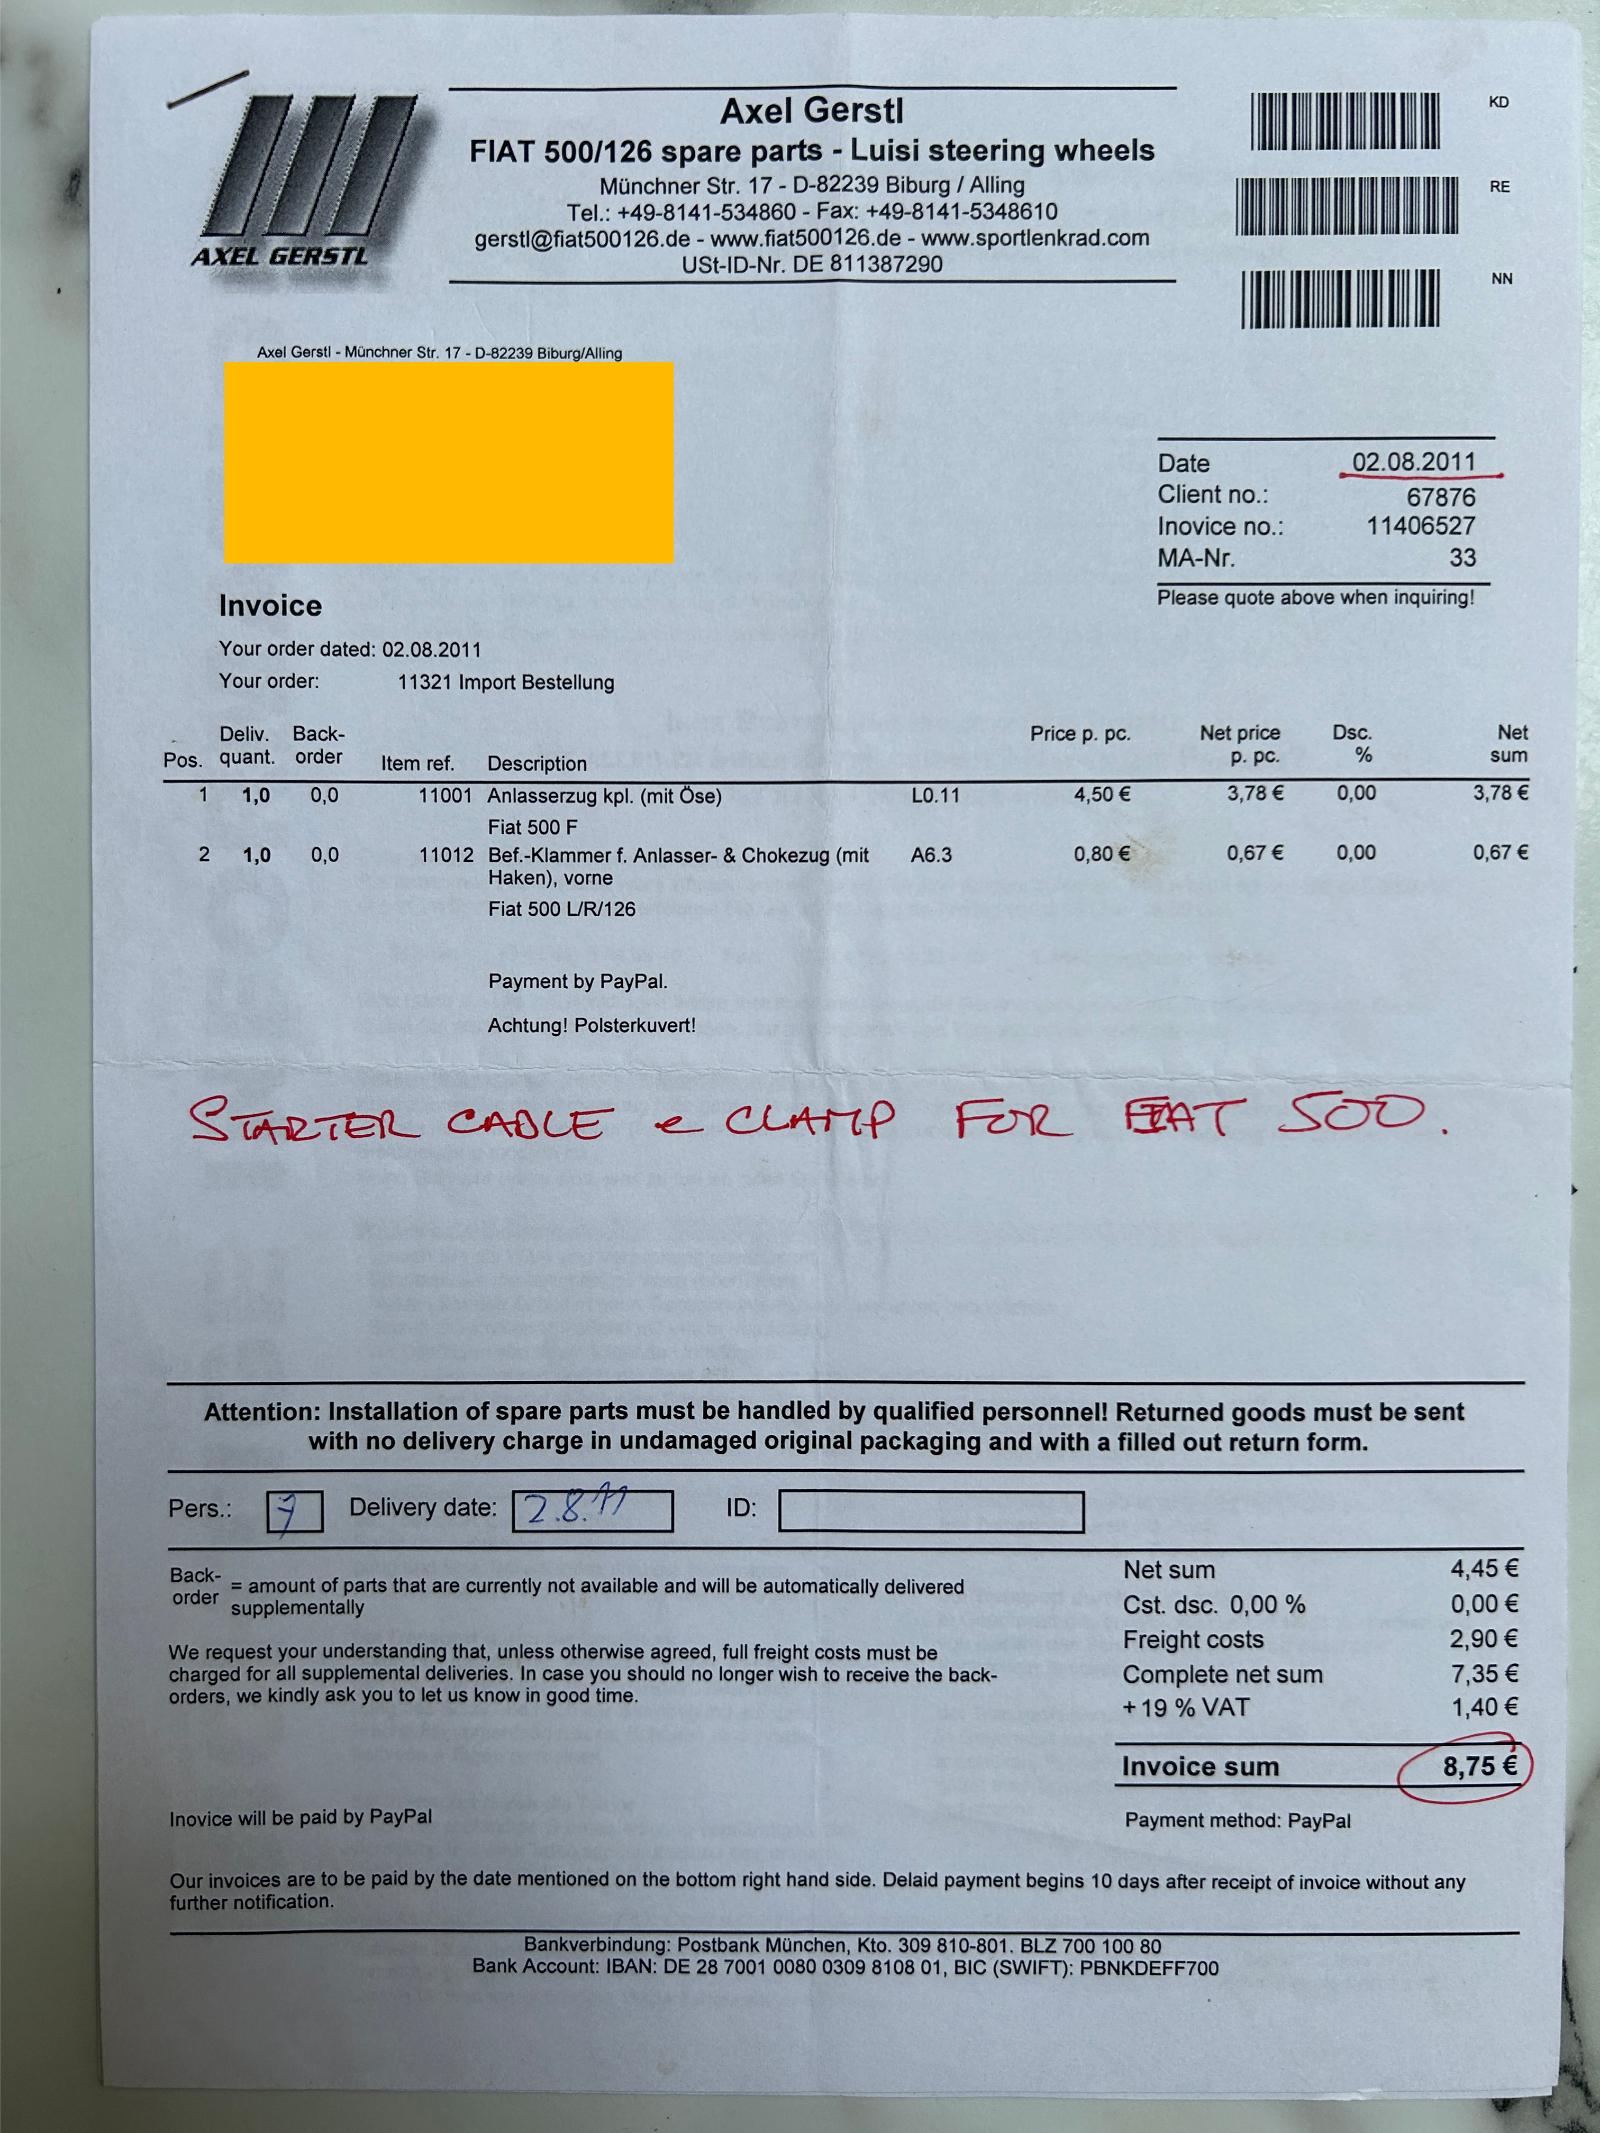 AXEL GERSTL
Axel Gerstl
FIAT 500/126 spare parts - Luisi steering wheels
Münchner Str. 17 - D-82239 Biburg / Alling
Tel.: +49-8141-534860 - Fax: +49-8141-5348610
gerstl@fiat500126.de - www.fiat500126.de - www.sportlenkrad.com
USt-ID-Nr. DE 811387290
KD
RE
NN
Axel Gerstl - Münchner Str. 17 - D-82239 Biburg/Alling
Date 02.08.2011
Client no.: 67876
Inovice no.: 11406527
MA-Nr. 33
Please quote above when inquiring!
Invoice
Your order dated: 02.08.2011
Your order: 11321 Import Bestellung
Deliv. Back- Price p. pc. Net price Dsc. Net
Pos. quant. order Item ref. Description p. pc. % sum
1 1,0 0,0 11001 Anlasserzug kpl. (mit Öse) L0.11 4,50 € 3,78 € 0,00 3,78 €
Fiat 500 F
2 1,0 0,0 11012 Bef.-Klammer f. Anlasser- & Chokezug (mit A6.3 0,80 € 0,67 € 0,00 0,67 €
Haken), vorne
Fiat 500 L/R/126
Payment by PayPal.
Achtung! Polsterkuvert!
STARTER CABLE e CLAMP FOR FIAT 500.
Attention: Installation of spare parts must be handled by qualified personnel! Returned goods must be sent
with no delivery charge in undamaged original packaging and with a filled out return form.
Pers.: 7 Delivery date: 2.8.11 ID:
Back-
order = amount of parts that are currently not available and will be automatically delivered
supplementally
We request your understanding that, unless otherwise agreed, full freight costs must be
charged for all supplemental deliveries. In case you should no longer wish to receive the back-
orders, we kindly ask you to let us know in good time.
Net sum 4,45 €
Cst. dsc. 0,00 % 0,00 €
Freight costs 2,90 €
Complete net sum 7,35 €
+ 19 % VAT 1,40 €
Invoice sum 8,75 €
Inovice will be paid by PayPal
Payment method: PayPal
Our invoices are to be paid by the date mentioned on the bottom right hand side. Delaid payment begins 10 days after receipt of invoice without any
further notification.
Bankverbindung: Postbank München, Kto. 309 810-801. BLZ 700 100 80
Bank Account: IBAN: DE 28 7001 0080 0309 8108 01, BIC (SWIFT): PBNKDEFF700